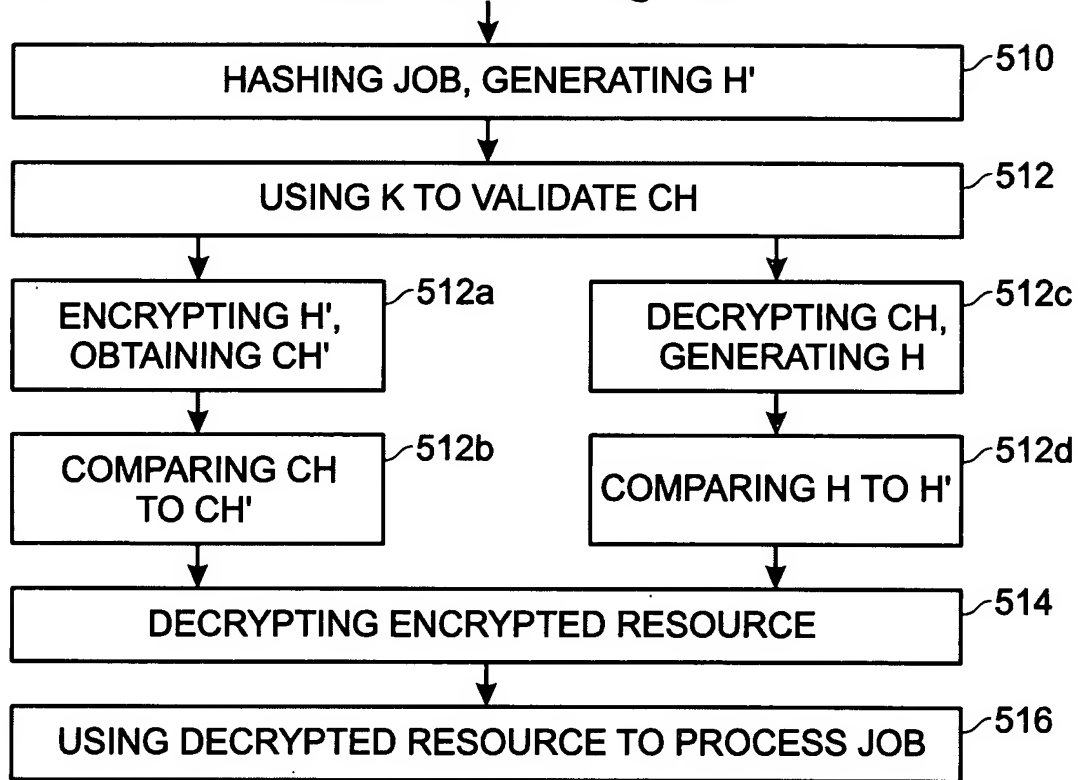 HASHING JOB, GENERATING H'
510
USING K TO VALIDATE CH
512
ENCRYPTING H',
OBTAINING CH'
512a
DECRYPTING CH,
GENERATING H
512c
COMPARING CH
TO CH'
512b
COMPARING H TO H'
512d
DECRYPTING ENCRYPTED RESOURCE
514
USING DECRYPTED RESOURCE TO PROCESS JOB
516